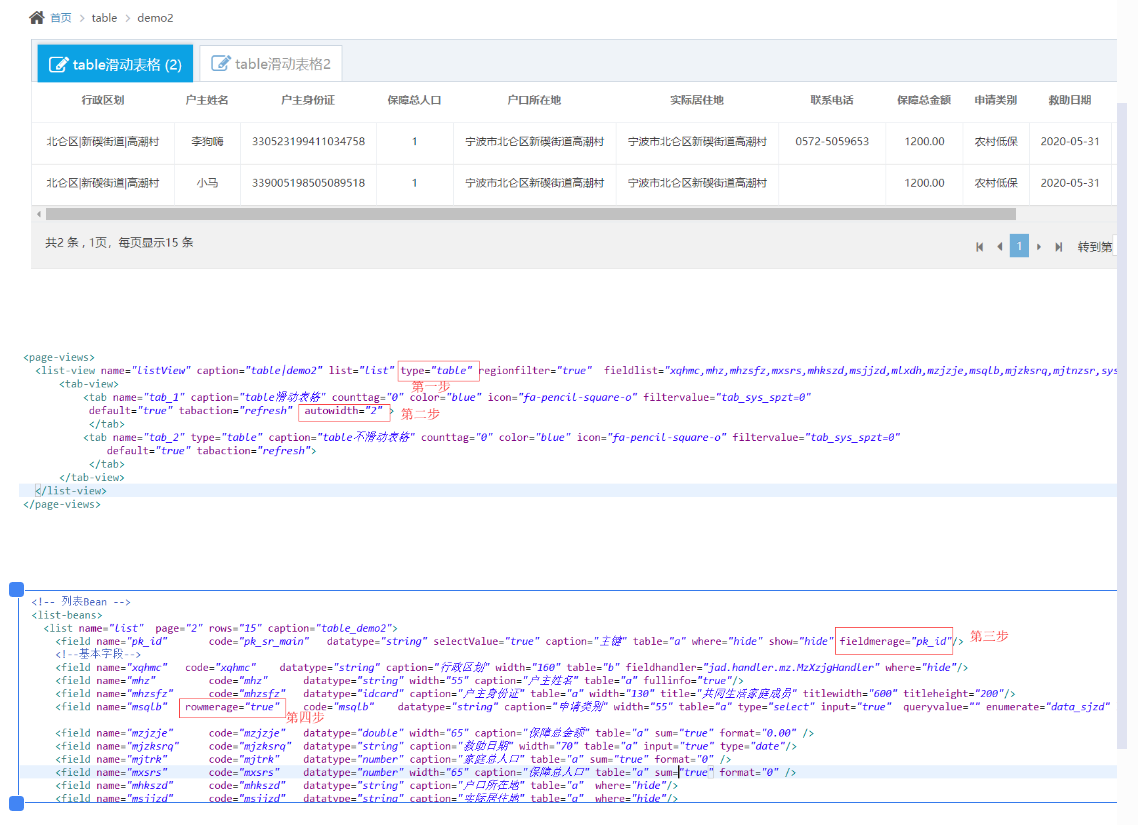 首页 > table > demo2
table滑动表格 (2) table滑动表格2
行政区划 户主姓名 户主身份证 保障总人口 户口所在地 实际居住地 联系电话 保障总金额 申请类别 救助日期
北仑区|新碶街道|高潮村 李狗嗨 330523199411034758 1 宁波市北仑区新碶街道高潮村 宁波市北仑区新碶街道高潮村 0572-5059653 1200.00 农村低保 2020-05-31
北仑区|新碶街道|高潮村 小马 339005198505089518 1 宁波市北仑区新碶街道高潮村 宁波市北仑区新碶街道高潮村 1200.00 农村低保 2020-05-31
共2 条 , 1页，每页显示15 条 1 转到第
<page-views>
<list-view name="listView" caption="table|demo2" list="list" type="table" regionfilter="true" fieldlist="xqhmc,mhz,mhzsfz,mxsrs,mhkszd,msjjzd,mlxdh,mzjzje,msqlb,mjzksrq,mjtnzsr,sys
第一步
<tab-view>
<tab name="tab_1" caption="table滑动表格" counttag="0" color="blue" icon="fa-pencil-square-o" filtervalue="tab_sys_spzt=0"
default="true" tabaction="refresh" autowidth="2" > 第二步
</tab>
<tab name="tab_2" type="table" caption="table不滑动表格" counttag="0" color="blue" icon="fa-pencil-square-o" filtervalue="tab_sys_spzt=0"
default="true" tabaction="refresh">
</tab>
</tab-view>
</list-view>
</page-views>
<!-- 列表Bean -->
<list-beans>
<list name="list" page="2" rows="15" caption="table_demo2">
<field name="pk_id" code="pk_sr_main" datatype="string" selectValue="true" caption="主键" table="a" where="hide" show="hide" fieldmerage="pk_id"/> 第三步
<!--基本字段-->
<field name="xqhmc" code="xqhmc" datatype="string" caption="行政区划" width="160" table="b" fieldhandler="jad.handler.mz.MzXzjgHandler" where="hide"/>
<field name="mhz" code="mhz" datatype="string" width="55" caption="户主姓名" table="a" fullinfo="true"/>
<field name="mhzsfz" code="mhzsfz" datatype="idcard" caption="户主身份证" table="a" width="130" title="共同生活家庭成员" titlewidth="600" titleheight="200"/>
<field name="msqlb" rowmerage="true" code="msqlb" datatype="string" caption="申请类别" width="55" table="a" type="select" input="true" queryvalue="" enumerate="data_sjzd"
第四步
<field name="mzjzje" code="mzjzje" datatype="double" width="65" caption="保障总金额" table="a" sum="true" format="0.00" />
<field name="mjzksrq" code="mjzksrq" datatype="string" caption="救助日期" width="70" table="a" input="true" type="date"/>
<field name="mjtrk" code="mjtrk" datatype="number" caption="家庭总人口" table="a" sum="true" format="0" />
<field name="mxsrs" code="mxsrs" datatype="number" width="65" caption="保障总人口" table="a" sum="true" format="0" />
<field name="mhkszd" code="mhkszd" datatype="string" caption="户口所在地" table="a" where="hide"/>
<field name="msjjzd" code="msjjzd" datatype="string" caption="实际居住地" table="a" where="hide"/>